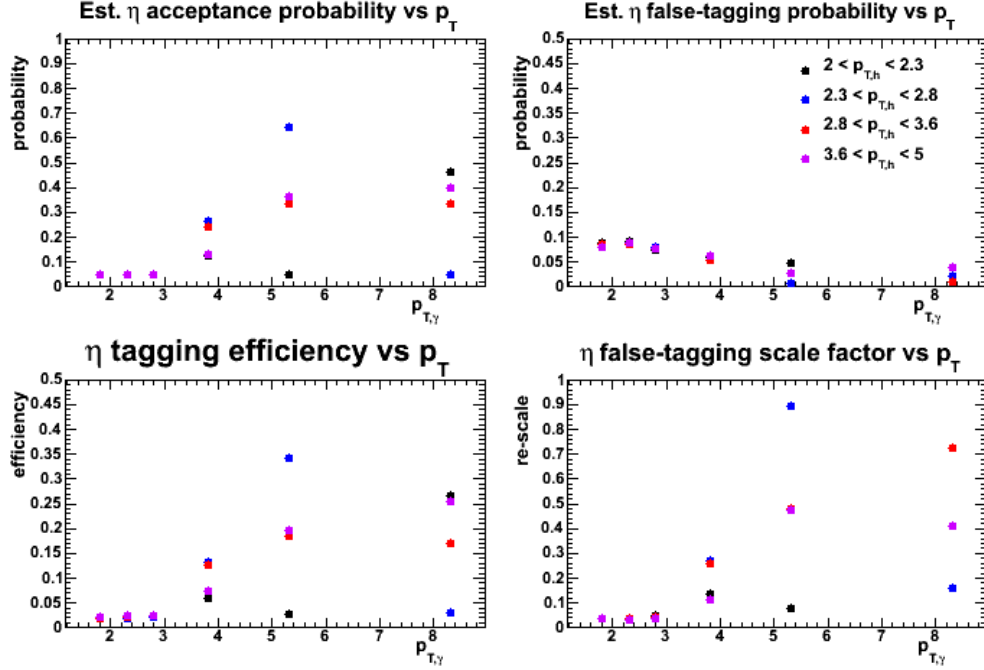 Est. η acceptance probability vs p_T
probability
1
0.9
0.8
0.7
0.6
0.5
0.4
0.3
0.2
0.1
0
2 3 4 5 6 7 8
p_T,γ
Est. η false-tagging probability vs p_T
probability
0.5
0.45
0.4
0.35
0.3
0.25
0.2
0.15
0.1
0.05
0
2 < p_T,h < 2.3
2.3 < p_T,h < 2.8
2.8 < p_T,h < 3.6
3.6 < p_T,h < 5
2 3 4 5 6 7 8
p_T,γ
η tagging efficiency vs p_T
efficiency
0.5
0.45
0.4
0.35
0.3
0.25
0.2
0.15
0.1
0.05
0
2 3 4 5 6 7 8
p_T,γ
η false-tagging scale factor vs p_T
re-scale
1
0.9
0.8
0.7
0.6
0.5
0.4
0.3
0.2
0.1
0
2 3 4 5 6 7 8
p_T,γ